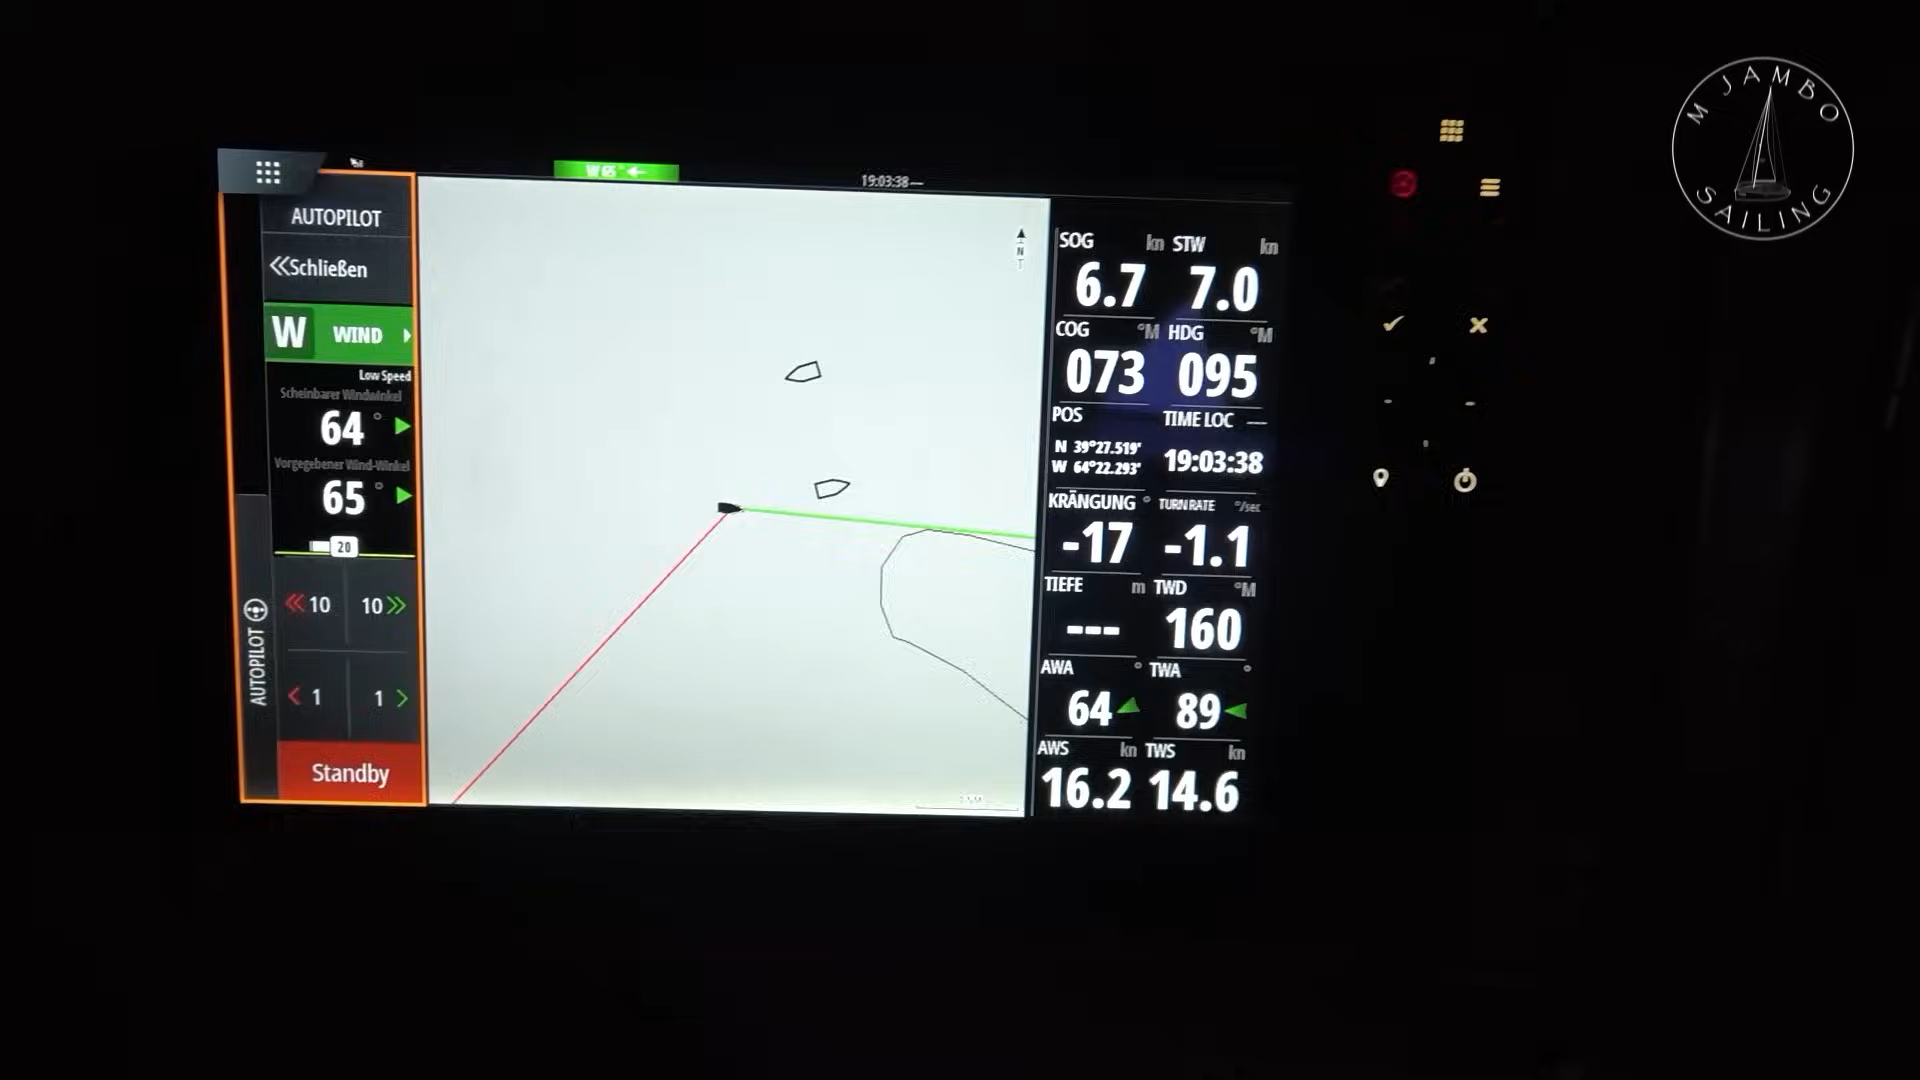 M JAMBO
SAILING
W 65° ←
19:03:38
AUTOPILOT
Schließen
W WIND
Low Speed
Scheinbarer Windwinkel
64 °
Vorgegebener Wind-Winkel
65 °
20
10 10
1 1
Standby
AUTOPILOT
N
T
SOG kn STW kn
6.7 7.0
COG °M HDG °M
073 095
POS TIME LOC
N 39°27.519'
W 64°22.293'
19:03:38
KRÄNGUNG ° TURN RATE °/sec
-17 -1.1
TIEFE m TWD °M
--- 160
AWA ° TWA °
64 89
AWS kn TWS kn
16.2 14.6